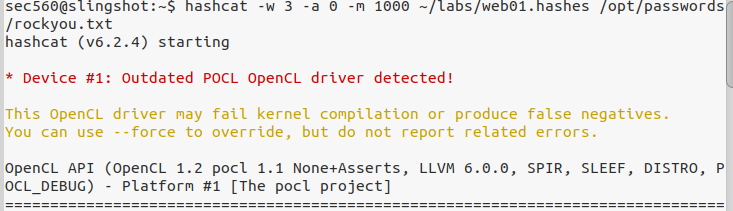 sec560@slingshot:~$ hashcat -w 3 -a 0 -m 1000 ~/labs/web01.hashes /opt/passwords
/rockyou.txt
hashcat (v6.2.4) starting
* Device #1: Outdated POCL OpenCL driver detected!
This OpenCL driver may fail kernel compilation or produce false negatives.
You can use --force to override, but do not report related errors.
OpenCL API (OpenCL 1.2 pocl 1.1 None+Asserts, LLVM 6.0.0, SPIR, SLEEF, DISTRO, P
OCL_DEBUG) - Platform #1 [The pocl project]
================================================================================